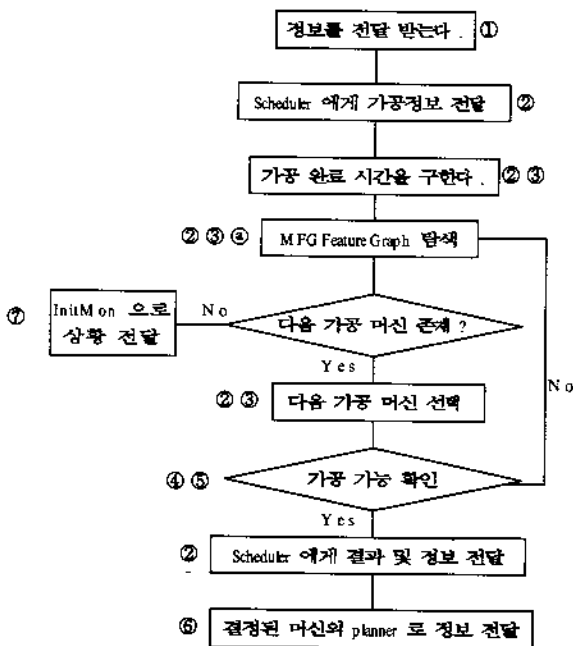 정보를 전달 받는다. ①
Scheduler 에게 가공정보 전달 ②
가공 완료 시간을 구한다. ② ③
② ③ ⓐ MFG Feature Graph 탐색
⑦ InitMon 으로
상황 전달
No
다음 가공 머신 존재 ?
Yes
No
② ③ 다음 가공 머신 선택
④ ⑤ 가공 가능 확인
Yes
② Scheduler 에게 결과 및 정보 전달
⑥ 결정된 머신의 planner 로 정보 전달